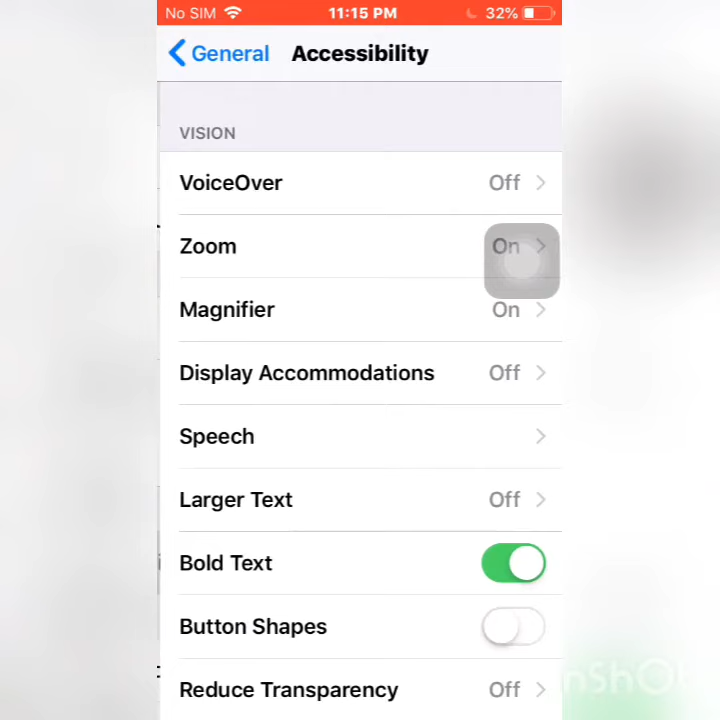 No SIM 11:15 PM 32%
General Accessibility
VISION
VoiceOver Off
Zoom On
Magnifier On
Display Accommodations Off
Speech
Larger Text Off
Bold Text
Button Shapes
Reduce Transparency Off